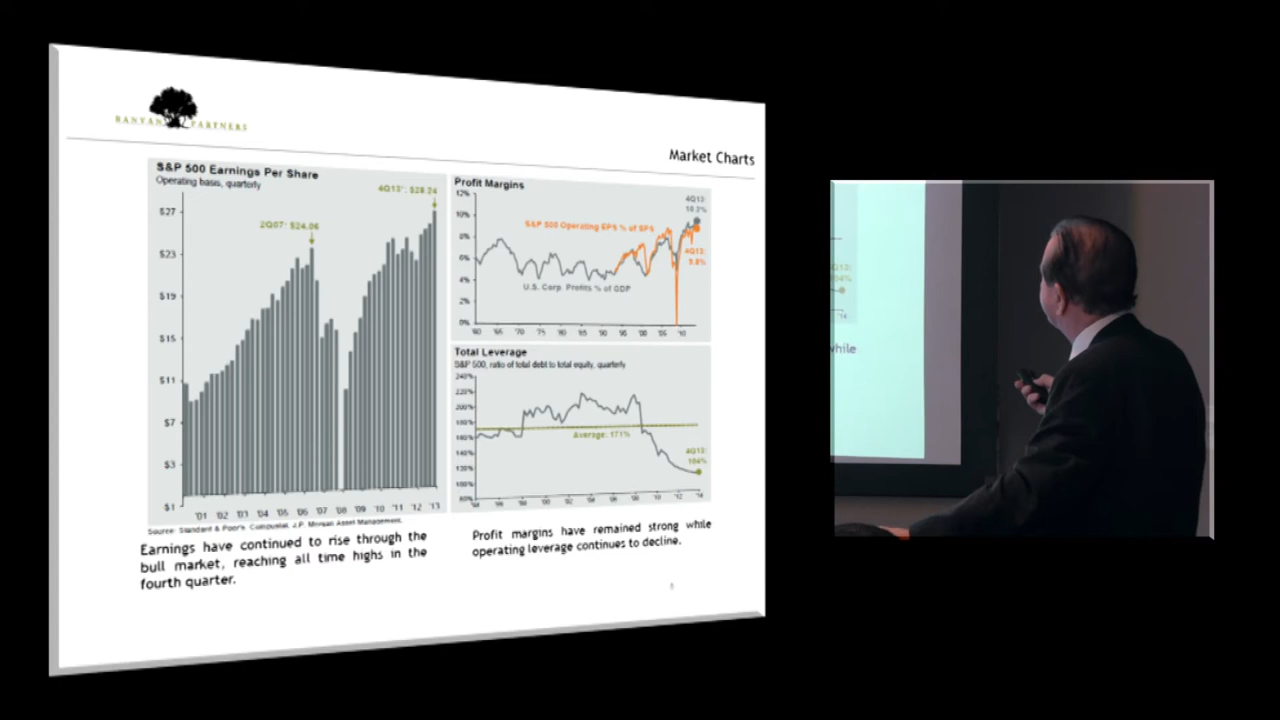 BANYAN PARTNERS
Market Charts
S&P 500 Earnings Per Share
Operating basis, quarterly
4Q13*: $28.24
2Q07: $24.06
$27
$23
$19
$15
$11
$7
$3
$1
'01 '02 '03 '04 '05 '06 '07 '08 '09 '10 '11 '12 '13
Source: Standard & Poor's, Compustat, J.P. Morgan Asset Management.
Earnings have continued to rise through the
bull market, reaching all time highs in the
fourth quarter.
Profit Margins
12%
10%
8%
6%
4%
2%
0%
4Q13:
10.2%
S&P 500 Operating EPS % of SPS
4Q13:
9.8%
U.S. Corp Profits % of GDP
'60 '65 '70 '75 '80 '85 '90 '95 '00 '05 '10
Total Leverage
S&P 500, ratio of total debt to total equity, quarterly
240%
220%
200%
180%
160%
140%
120%
100%
80%
Average: 171%
4Q13:
104%
'94 '96 '98 '00 '02 '04 '06 '08 '10 '12 '14
Profit margins have remained strong while
operating leverage continues to decline.
04%
'14
while